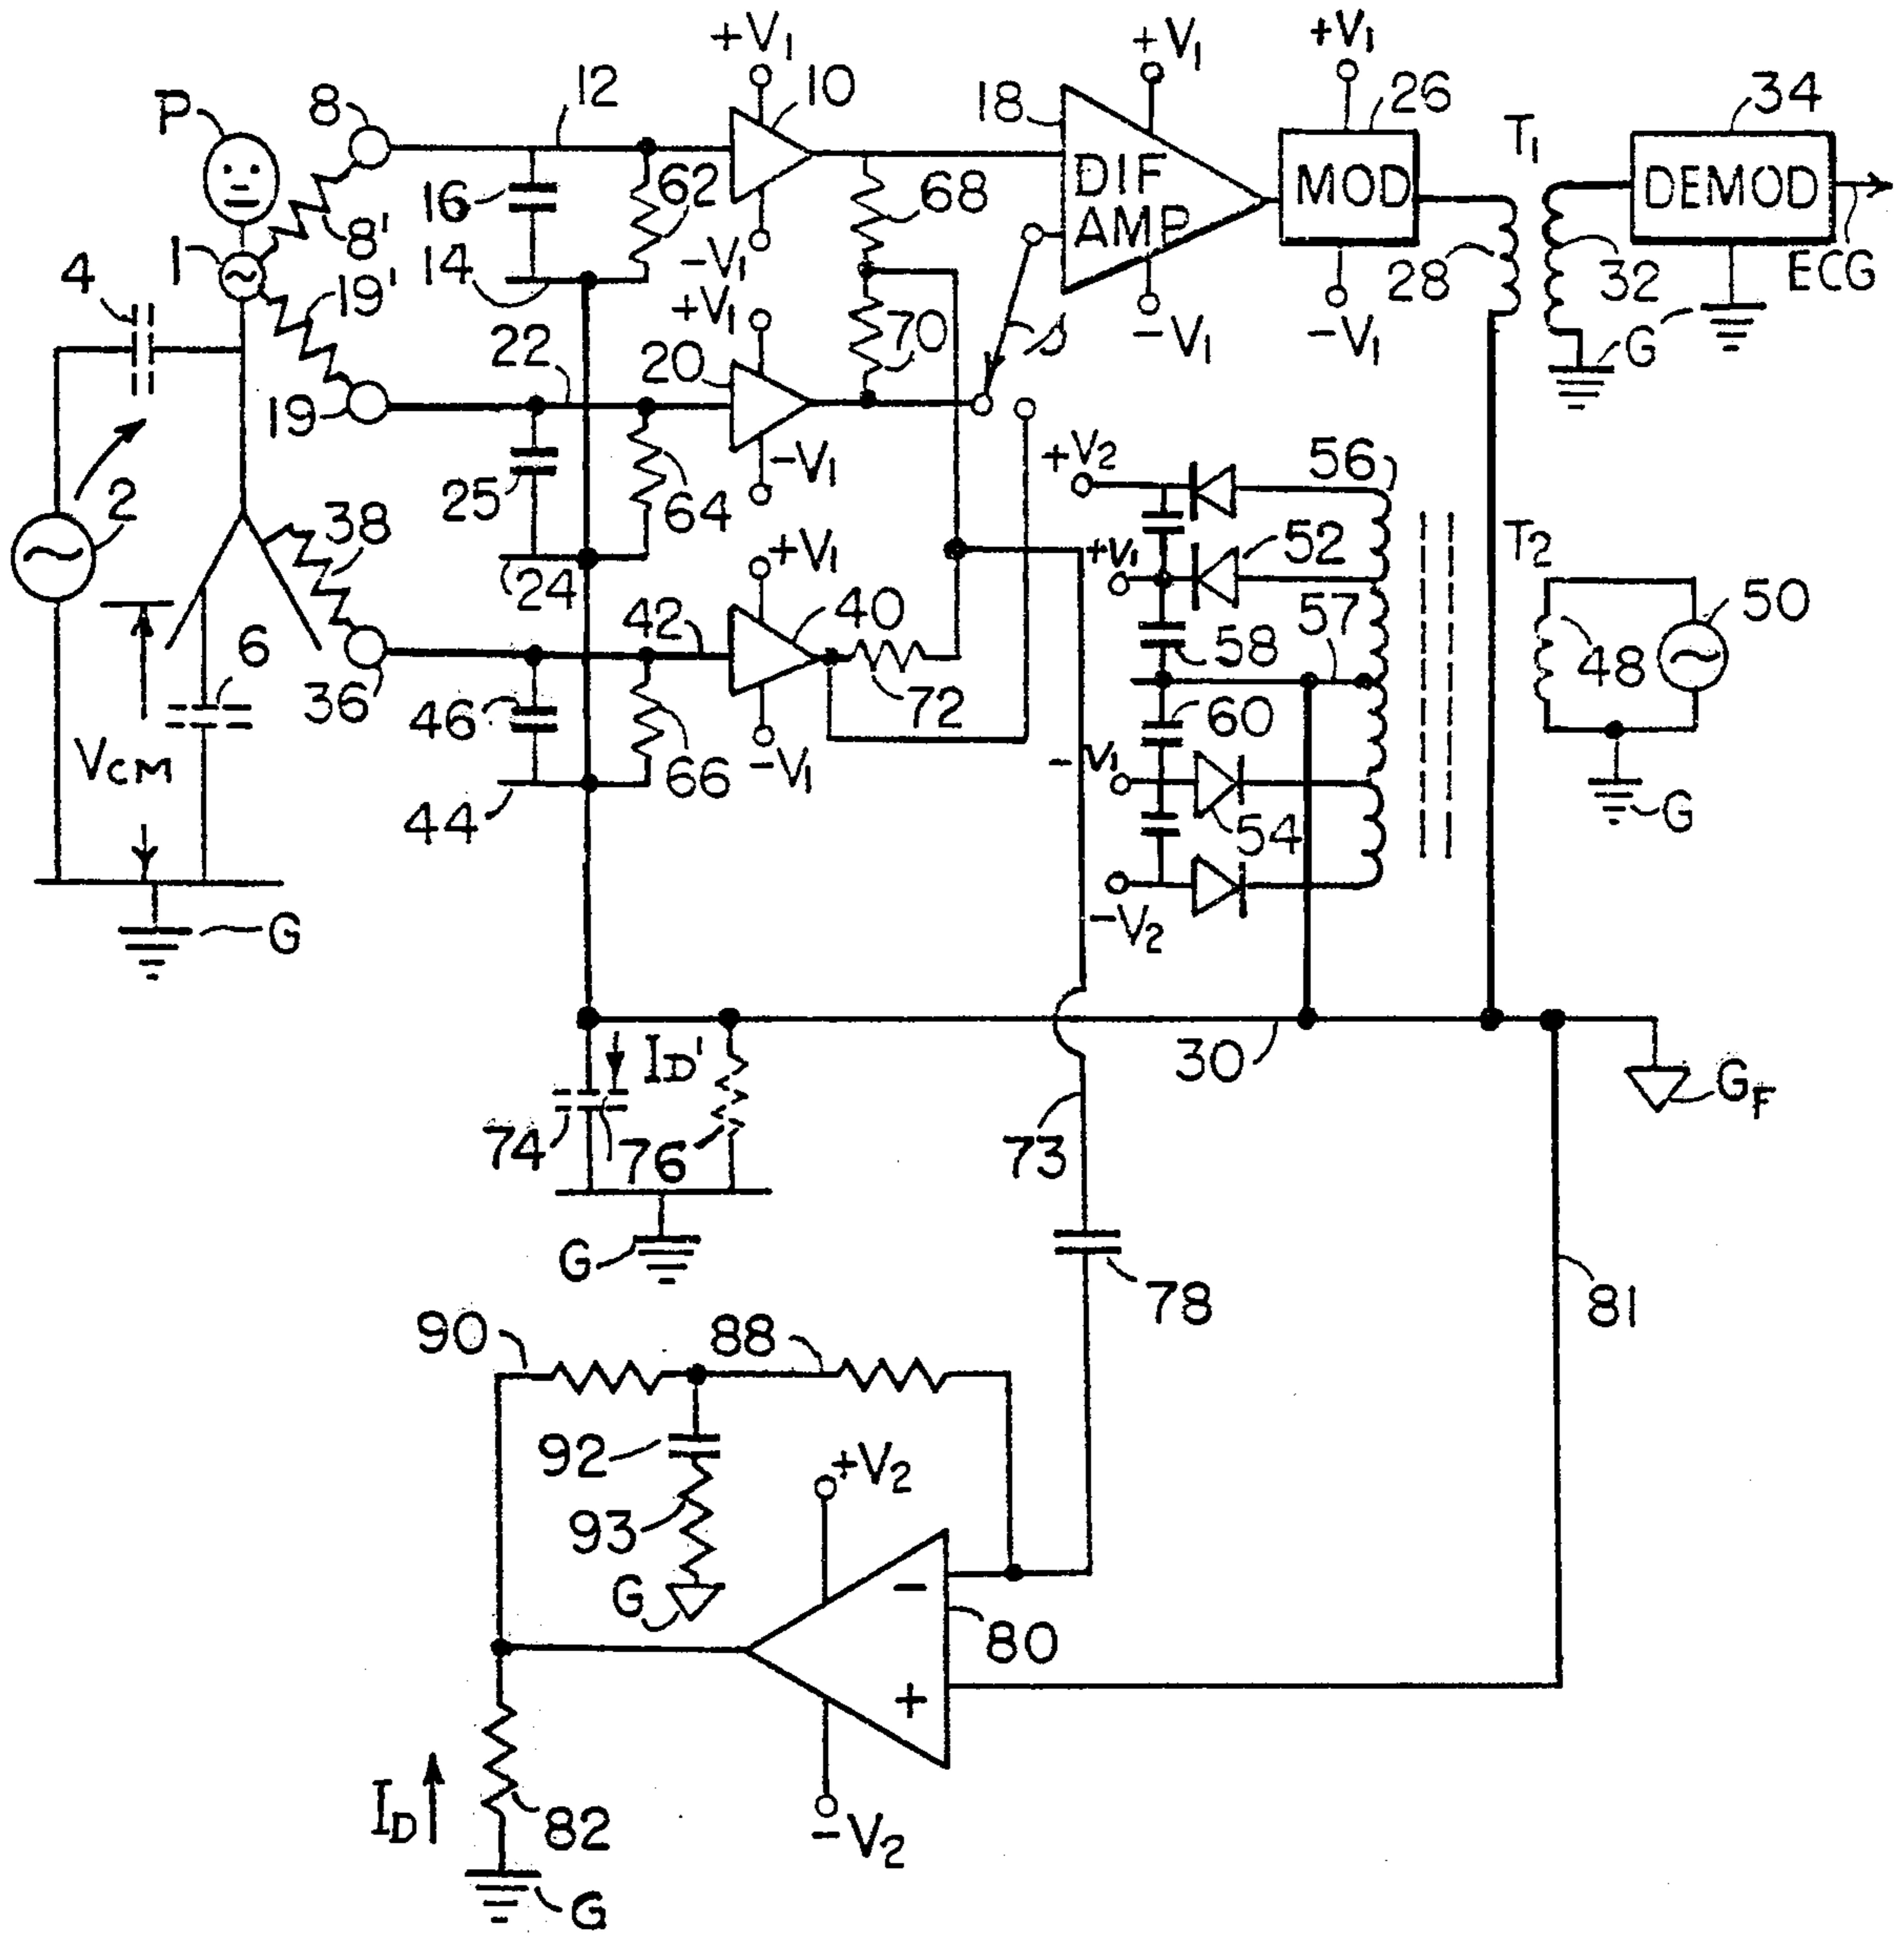 +V1
+V1
+V1
P
8
12
10
18
26
34
T1
DIF
AMP
MOD
DEMOD
16
62
68
8'
-V1
1
14
4
19'
+V1
28
32
ECG
22
20
70
s
-V1
-V1
G
G
19
+V2
56
25
64
-V1
2
38
+V1
+V1
52
T2
24
57
50
42
40
6
58
48
36
46
72
60
VCM
66
-V1
-V1
44
54
G
G
-V2
ID'
30
GF
74
76
73
G
78
81
90
88
92
+V2
93
G
-
80
+
ID
82
-V2
G